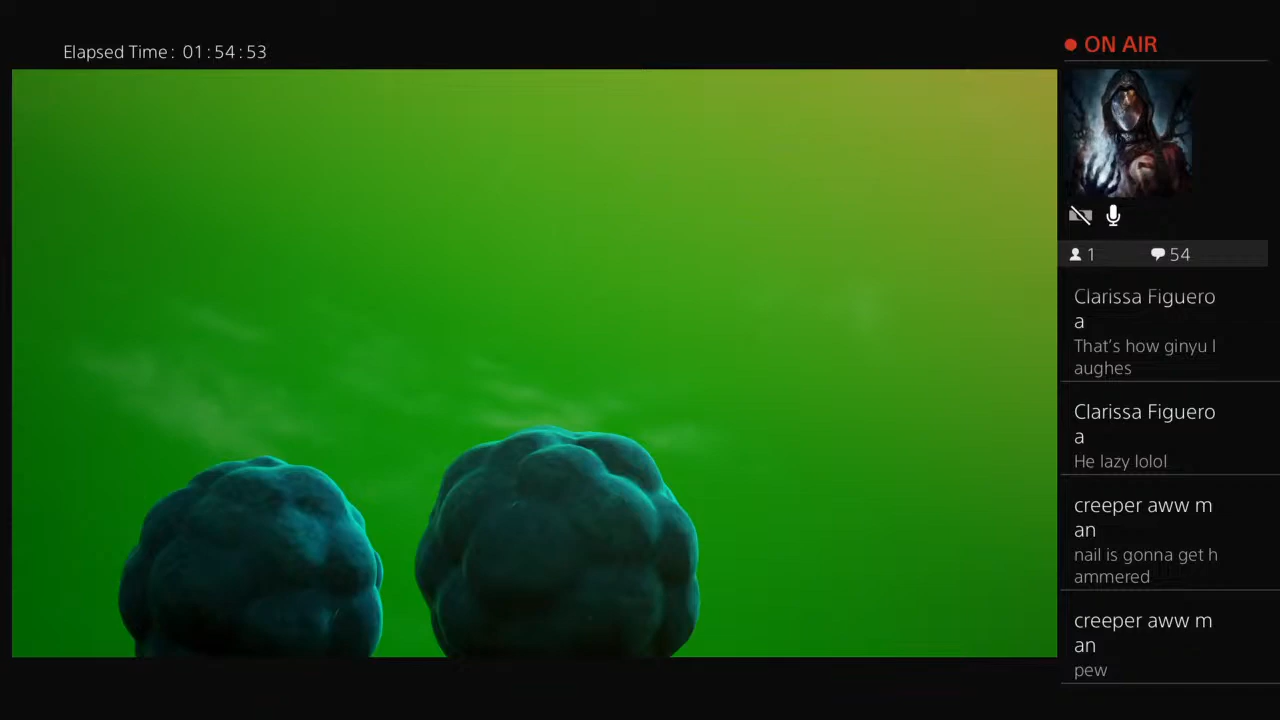 Elapsed Time: 01:54:53
ON AIR
1 54
Clarissa Figuero
a
That's how ginyu l
aughes
Clarissa Figuero
a
He lazy lolol
creeper aww m
an
nail is gonna get h
ammered
creeper aww m
an
pew